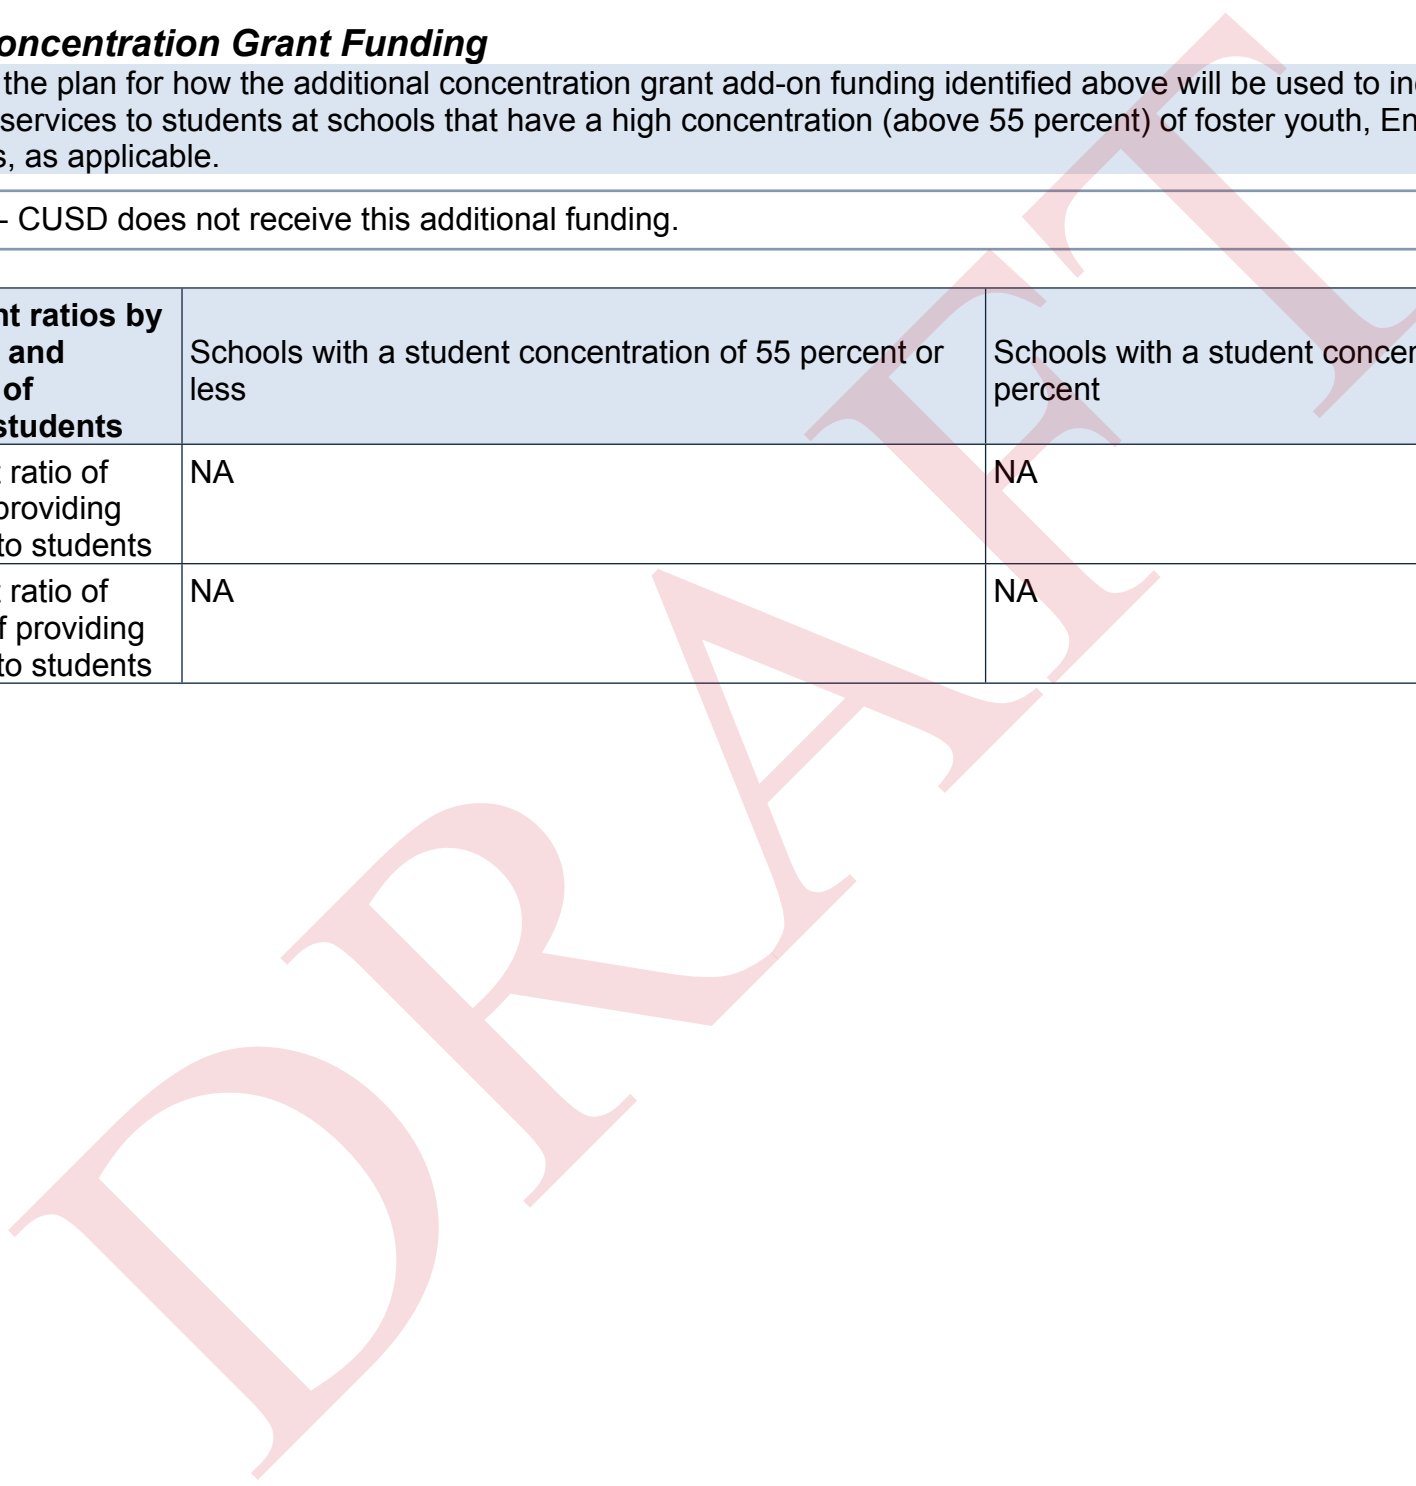 oncentration Grant Funding
the plan for how the additional concentration grant add-on funding identified above will be used to in
services to students at schools that have a high concentration (above 55 percent) of foster youth, En
s, as applicable.
- CUSD does not receive this additional funding.
nt ratios by
and
of
students
Schools with a student concentration of 55 percent or
less
Schools with a student concen
percent
t ratio of
providing
to students
NA
NA
t ratio of
f providing
to students
NA
NA
DRAFT